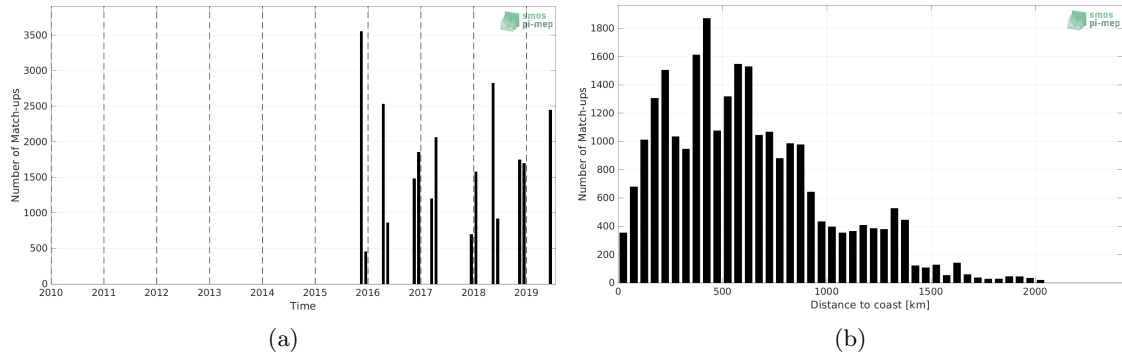 smos
pi-mep
Number of Match-ups
3500
3000
2500
2000
1500
1000
500
0
2010 2011 2012 2013 2014 2015 2016 2017 2018 2019
Time
(a)
smos
pi-mep
Number of Match-ups
1800
1600
1400
1200
1000
800
600
400
200
0
0 500 1000 1500 2000
Distance to coast [km]
(b)